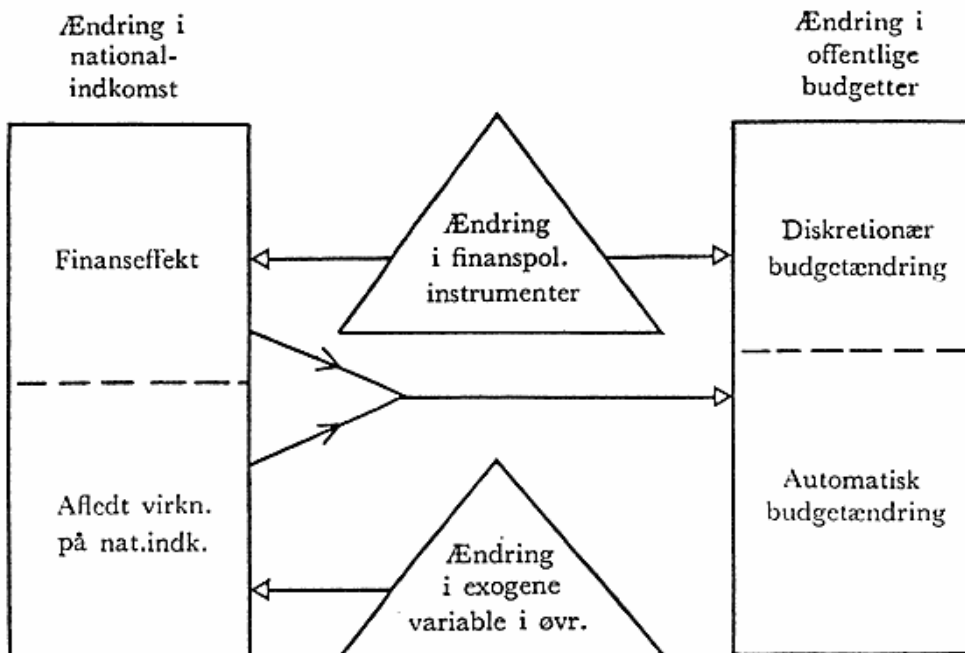 Ændring i
national-
indkomst
Ændring i
offentlige
budgetter
Finanseffekt
Ændring
i finanspol.
instrumenter
Diskretionær
budgetændring
Afledt virkn.
på nat.indk.
Ændring
i exogene
variable i øvr.
Automatisk
budgetændring